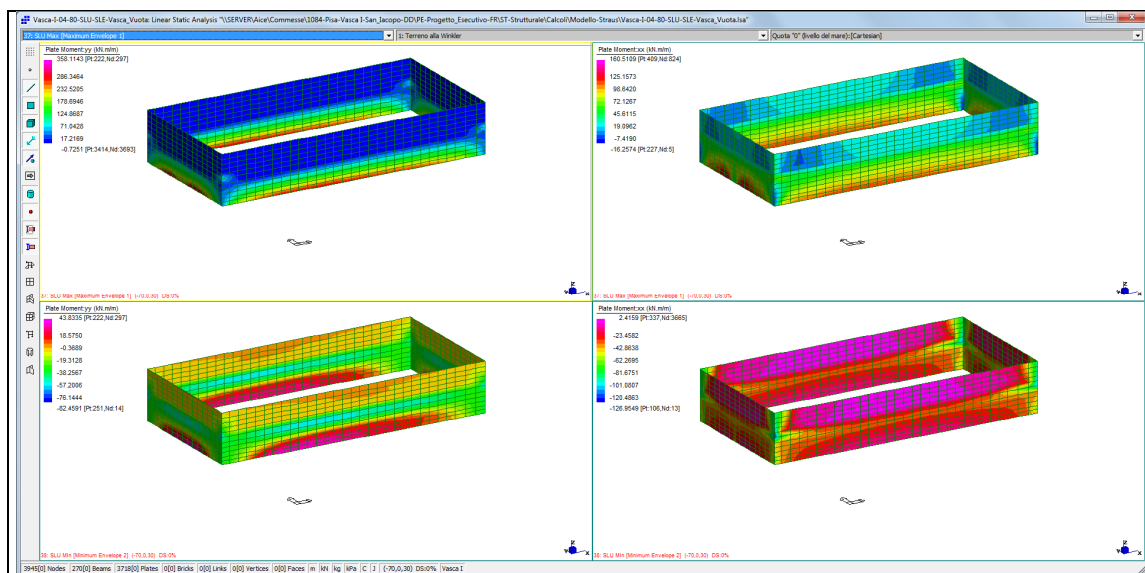 Vasca-I-04-80-SLU-SLE-Vasca_Vuota: Linear Static Analysis "\\SERVER\Aice\Commesse\1084-Pisa-Vasca I-San_Jacopo-DD\PE-Progetto_Esecutivo-FR\ST-Strutturale\Calcoli\Modello-Straus\Vasca-I-04-80-SLU-SLE-Vasca_Vuota.lsa"
37: SLU Max [Maximum Envelope 1]
1: Terreno alla Winkler
Quota "0" (livello del mare):[Cartesian]
Plate Moment:yy (kN.m/m)
358.1143 [Pt:222,Nd:297]
286.3464
232.5205
178.6946
124.8687
71.0428
17.2169
-0.7251 [Pt:3414,Nd:3693]
37: SLU Max [Maximum Envelope 1] (-70,0,30) DS:0%
Plate Moment:xx (kN.m/m)
160.5109 [Pt:409,Nd:824]
125.1573
98.6420
72.1267
45.6115
19.0962
-7.4190
-16.2574 [Pt:227,Nd:5]
37: SLU Max [Maximum Envelope 1] (-70,0,30) DS:0%
Plate Moment:yy (kN.m/m)
43.8335 [Pt:222,Nd:297]
18.5750
-0.3689
-19.3128
-38.2567
-57.2006
-76.1444
-82.4591 [Pt:251,Nd:14]
38: SLU Min [Minimum Envelope 2] (-70,0,30) DS:0%
Plate Moment:xx (kN.m/m)
2.4159 [Pt:337,Nd:3665]
-23.4582
-42.8638
-62.2695
-81.6751
-101.0807
-120.4863
-126.9549 [Pt:106,Nd:13]
38: SLU Min [Minimum Envelope 2] (-70,0,30) DS:0%
3945[0] Nodes 270[0] Beams 3718[0] Plates 0[0] Bricks 0[0] Links 0[0] Vertices 0[0] Faces m kN kg kPa C J (-70,0,30) DS:0% Vasca I